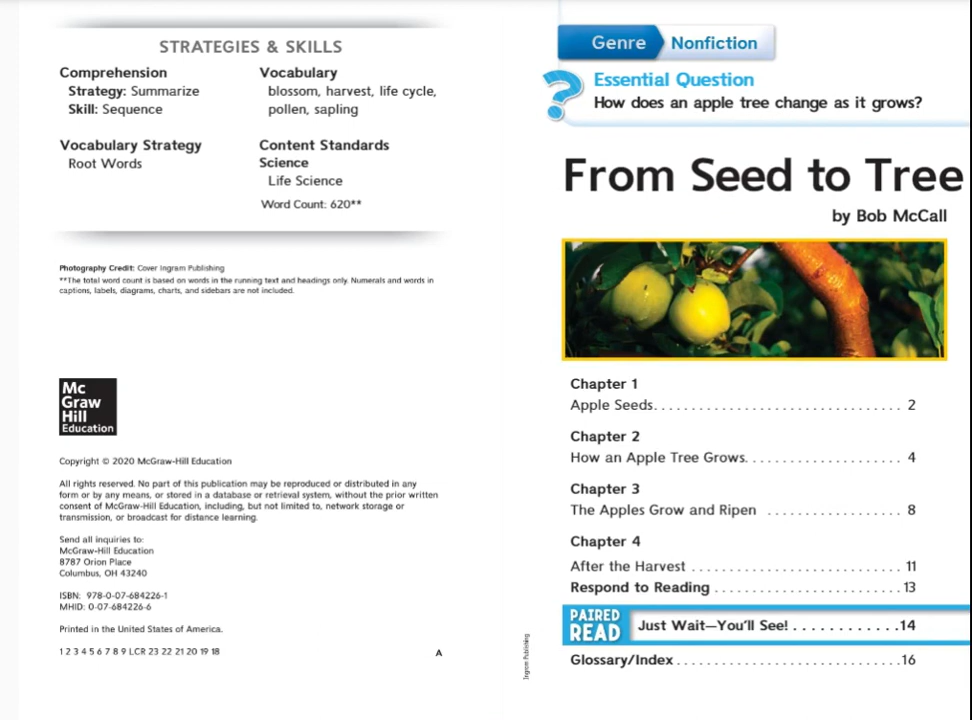 STRATEGIES & SKILLS
Comprehension
Strategy: Summarize
Skill: Sequence
Vocabulary
blossom, harvest, life cycle,
pollen, sapling
Vocabulary Strategy
Root Words
Content Standards
Science
Life Science
Word Count: 620**
Photography Credit: Cover Ingram Publishing
**The total word count is based on words in the running text and headings only. Numerals and words in
captions, labels, diagrams, charts, and sidebars are not included.
Mc
Graw
Hill
Education
Copyright © 2020 McGraw-Hill Education
All rights reserved. No part of this publication may be reproduced or distributed in any
form or by any means, or stored in a database or retrieval system, without the prior written
consent of McGraw-Hill Education, including, but not limited to, network storage or
transmission, or broadcast for distance learning.
Send all inquiries to:
McGraw-Hill Education
8787 Orion Place
Columbus, OH 43240
ISBN: 978-0-07-684226-1
MHID: 0-07-684226-6
Printed in the United States of America.
1 2 3 4 5 6 7 8 9 LCR 23 22 21 20 19 18
A
Genre Nonfiction
?
Essential Question
How does an apple tree change as it grows?
From Seed to Tree
by Bob McCall
Chapter 1
Apple Seeds. . . . . . . . . . . . . . . . . . . . . . . . . . . . . . . . 2
Chapter 2
How an Apple Tree Grows. . . . . . . . . . . . . . . . . . . . 4
Chapter 3
The Apples Grow and Ripen . . . . . . . . . . . . . . . . . . 8
Chapter 4
After the Harvest . . . . . . . . . . . . . . . . . . . . . . . . . . . 11
Respond to Reading . . . . . . . . . . . . . . . . . . . . . . . . 13
PAIRED
READ Just Wait—You'll See! . . . . . . . . . . . .14
Glossary/Index . . . . . . . . . . . . . . . . . . . . . . . . . . . . .16
Ingram Publishing